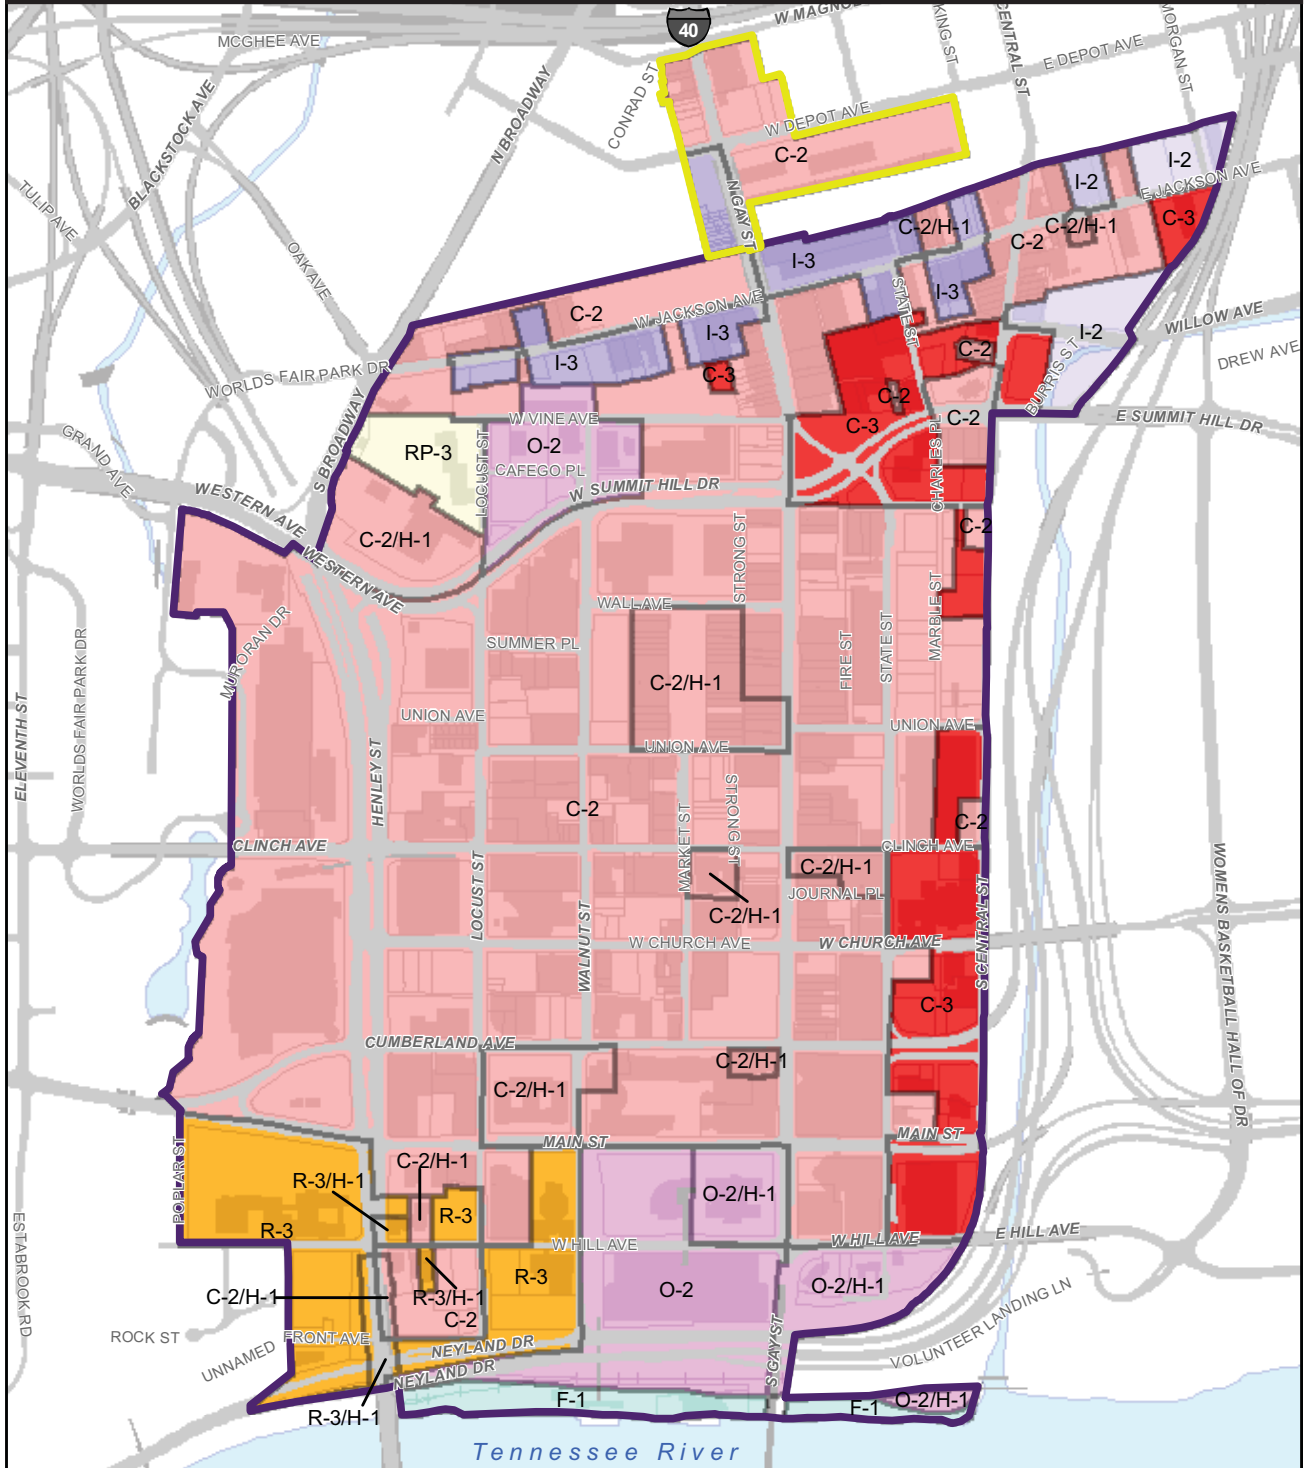 40
W MAGNO
MCGHEE AVE
KING ST
CENTRAL ST
MORGAN ST
E DEPOT AVE
CONRAD ST
N BROADWAY
BLACKSTOCK AVE
W DEPOT AVE
C-2
I-2
I-2
E JACKSON AVE
TULIP AVE
N GAY ST
C-2/H-1
C-2/H-1
C-3
C-2
OAK AVE
I-3
STATE ST
I-3
W JACKSON AVE
C-2
I-3
I-2
WILLOW AVE
DREW AVE
BURRIS ST
WORLDS FAIR PARK DR
I-3
C-3
C-2
C-2
C-3
C-2
CHARLES PL
E SUMMIT HILL DR
W VINE AVE
S BROADWAY
GRAND AVE
RP-3
LOCUST ST
O-2
CAFEGO PL
W SUMMIT HILL DR
WESTERN AVE
C-2/H-1
WESTERN AVE
C-2
STRONG ST
WALL AVE
MARBLE ST
MURORAN DR
SUMMER PL
FIRE ST
STATE ST
WORLDS FAIR PARK DR
C-2/H-1
ELEVENTH ST
UNION AVE
UNION AVE
UNION AVE
HENLEY ST
C-2
MARKET ST
STRONG ST
C-2
CLINCH AVE
CLINCH AVE
C-2/H-1
JOURNAL PL
C-2/H-1
LOCUST ST
WALNUT ST
W CHURCH AVE
W CHURCH AVE
S CENTRAL ST
WOMENS BASKETBALL HALL OF DR
C-3
CUMBERLAND AVE
C-2/H-1
C-2/H-1
MAIN ST
MAIN ST
POPLAR ST
C-2/H-1
R-3/H-1
R-3
R-3
O-2/H-1
W HILL AVE
W HILL AVE
E HILL AVE
ESTABROOK RD
R-3
O-2
O-2/H-1
C-2/H-1
R-3/H-1
C-2
ROCK ST
FRONT AVE
UNNAMED
NEYLAND DR
NEYLAND DR
S GAY ST
VOLUNTEER LANDING LN
R-3/H-1
F-1
F-1
O-2/H-1
Tennessee River